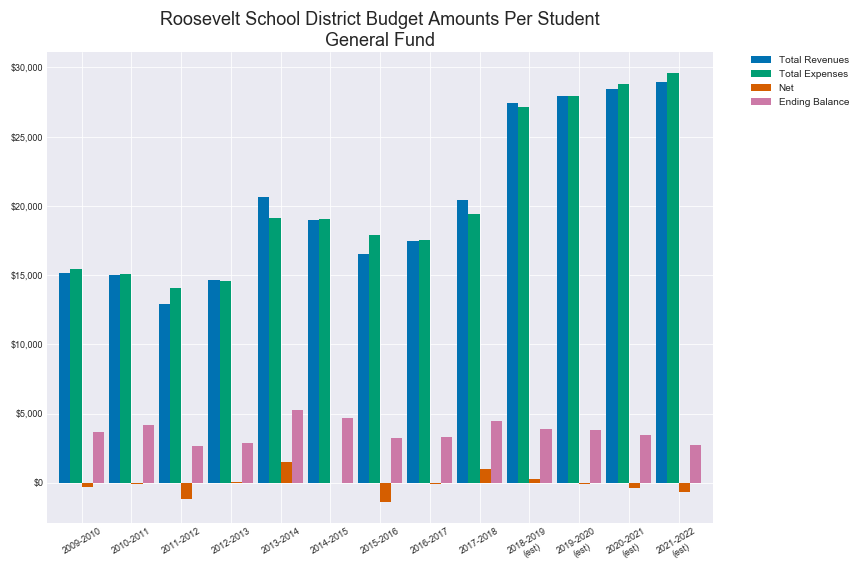 Roosevelt School District Budget Amounts Per Student
General Fund
Total Revenues
Total Expenses
Net
Ending Balance
$30,000
$25,000
$20,000
$15,000
$10,000
$5,000
$0
2009-2010
2010-2011
2011-2012
2012-2013
2013-2014
2014-2015
2015-2016
2016-2017
2017-2018
2018-2019
(est)
2019-2020
(est)
2020-2021
(est)
2021-2022
(est)